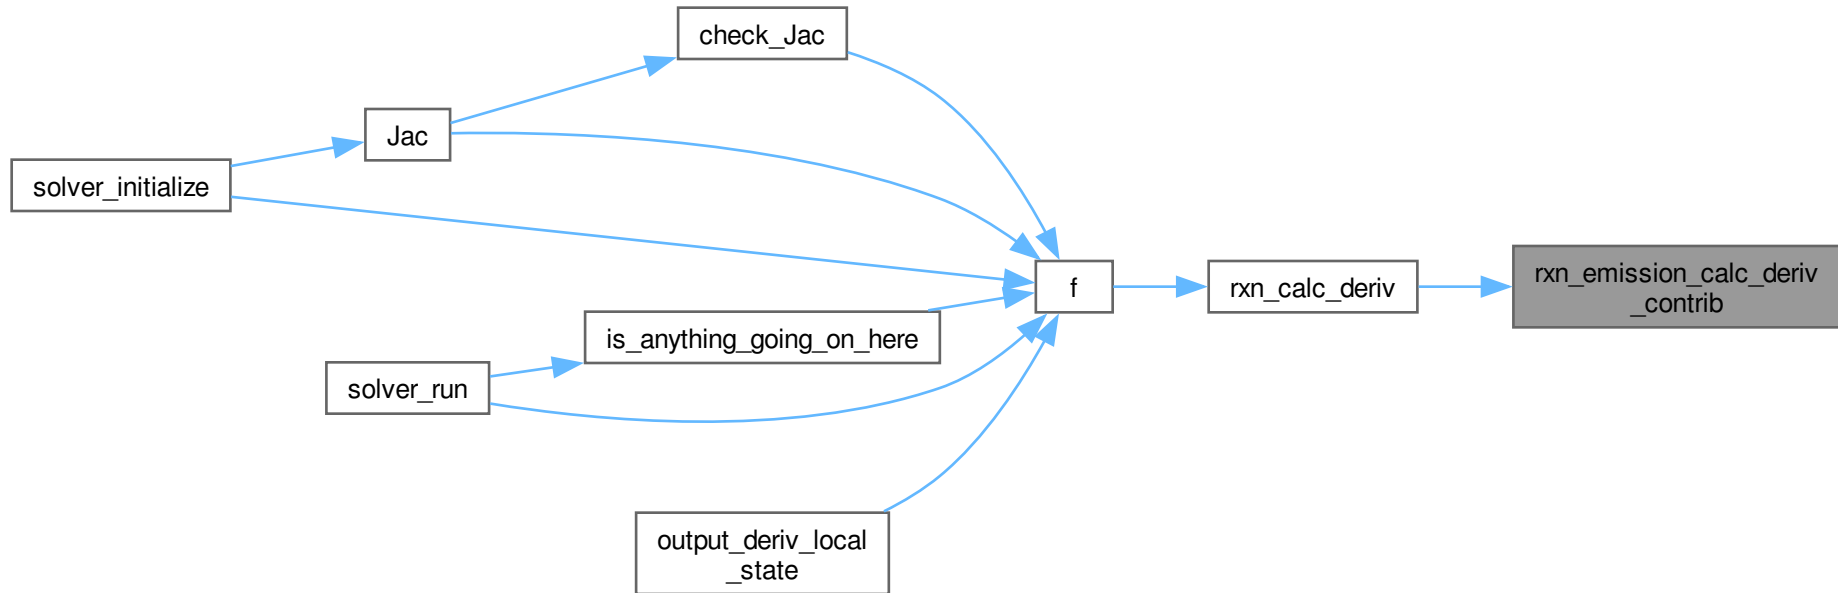 check_Jac
Jac
solver_initialize
f
rxn_calc_deriv
rxn_emission_calc_deriv
_contrib
is_anything_going_on_here
solver_run
output_deriv_local
_state